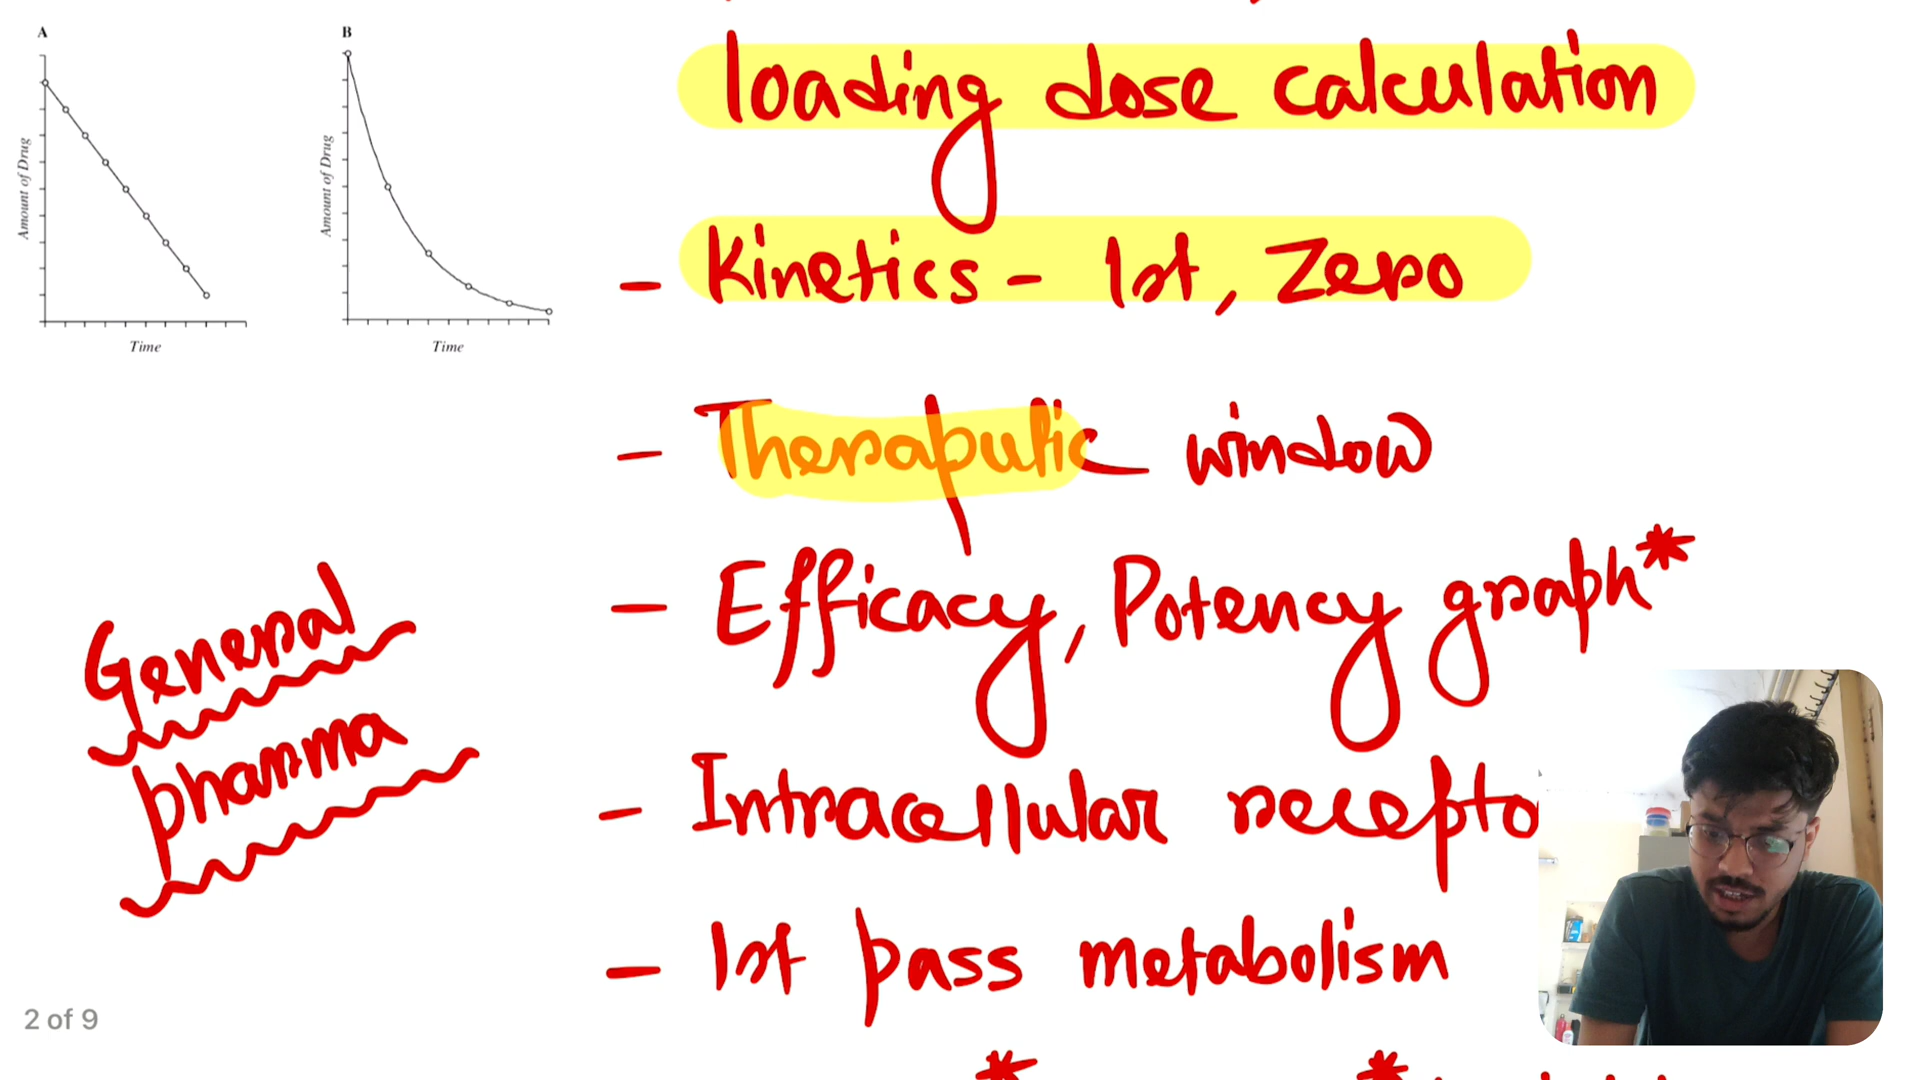 A
B
Amount of Drug
Time
Amount of Drug
Time
loading dose calculation
- Kinetics - 1st, Zero
- Theraputic window
- Efficacy, Potency graph*
- Intracellular recepto
- 1st pass metabolism
General
pharma
2 of 9